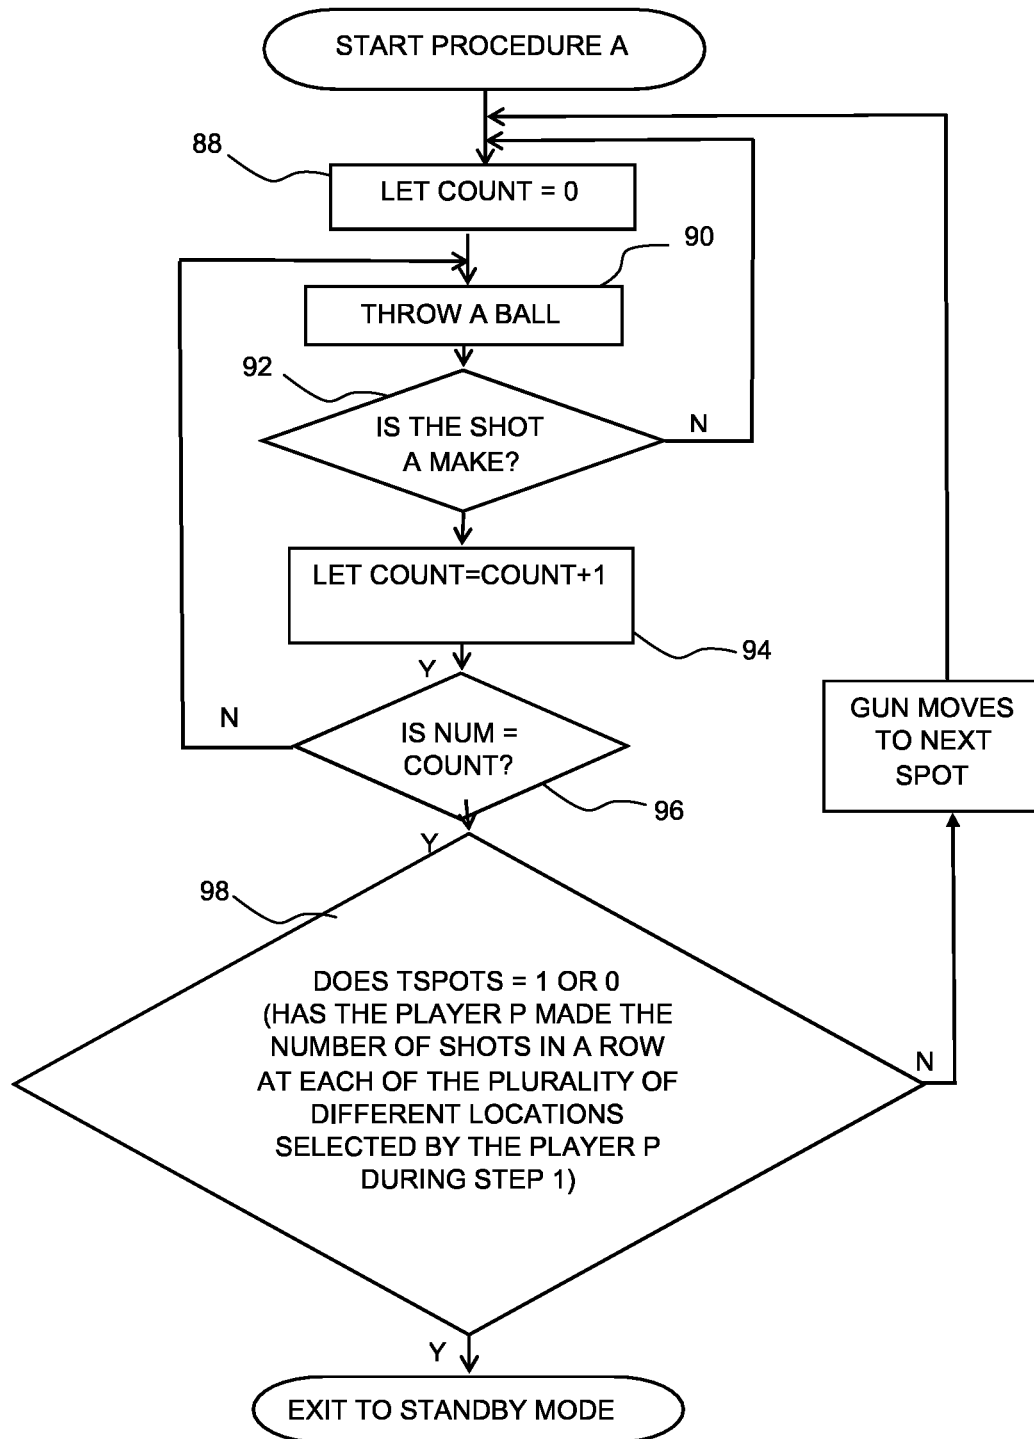 START PROCEDURE A
88
LET COUNT = 0
90
THROW A BALL
92
IS THE SHOT
A MAKE?
N
LET COUNT=COUNT+1
94
Y
N
IS NUM =
COUNT?
96
GUN MOVES
TO NEXT
SPOT
Y
98
DOES TSPOTS = 1 OR 0
(HAS THE PLAYER P MADE THE
NUMBER OF SHOTS IN A ROW
AT EACH OF THE PLURALITY OF
DIFFERENT LOCATIONS
SELECTED BY THE PLAYER P
DURING STEP 1)
N
Y
EXIT TO STANDBY MODE